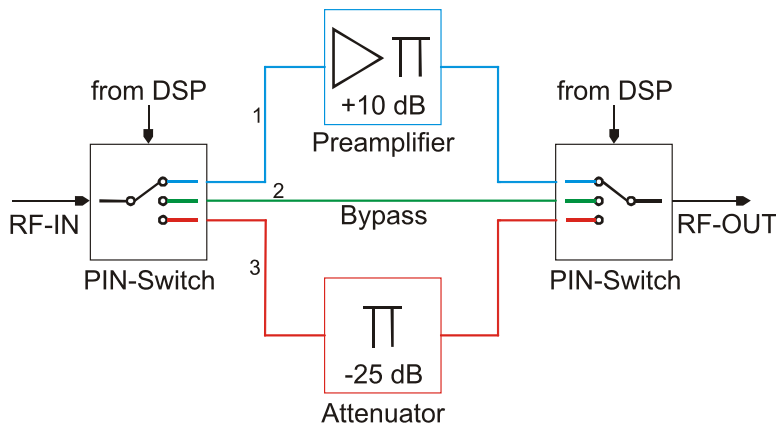 from DSP
1
+10 dB
Preamplifier
from DSP
RF-IN
PIN-Switch
2
Bypass
RF-OUT
PIN-Switch
3
-25 dB
Attenuator